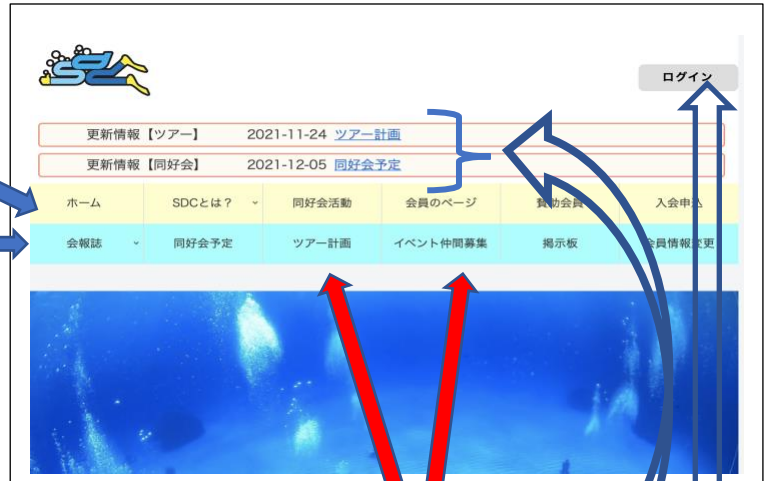 ログイン
更新情報【ツアー】 2021-11-24 ツアー計画
更新情報【同好会】 2021-12-05 同好会予定
ホーム SDCとは? 同好会活動 会員のページ 賛助会員 入会申込
会報誌 同好会予定 ツアー計画 イベント仲間募集 掲示板 会員情報変更